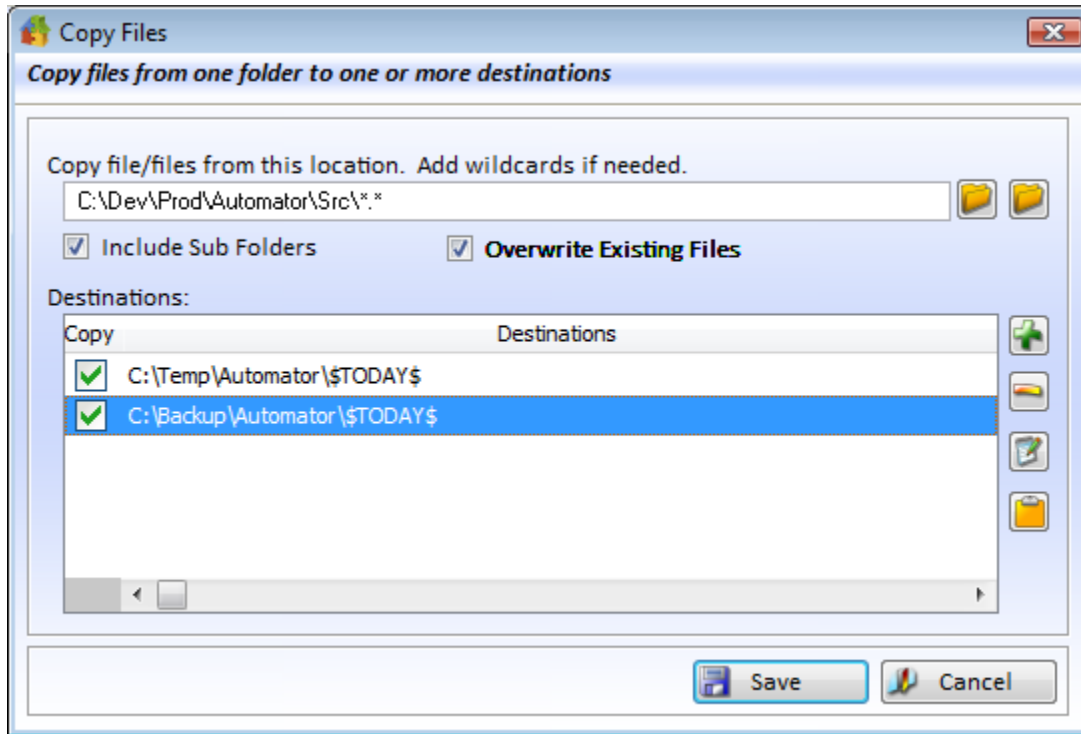 Copy Files
Copy files from one folder to one or more destinations
Copy file/files from this location.  Add wildcards if needed.
C:\Dev\Prod\Automator\Src\*.*
Include Sub Folders Overwrite Existing Files
Destinations:
Copy Destinations
C:\Temp\Automator\$TODAY$
C:\Backup\Automator\$TODAY$
Save Cancel